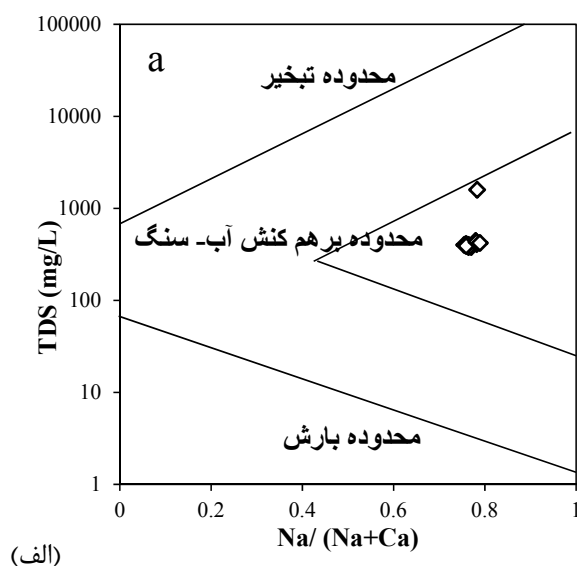 100000
a
محدوده تبخیر
10000
1000
محدوده برهم کنش آب- سنگ
100
10
محدوده بارش
1
TDS (mg/L)
0 0.2 0.4 0.6 0.8 1
Na/ (Na+Ca)
(الف)